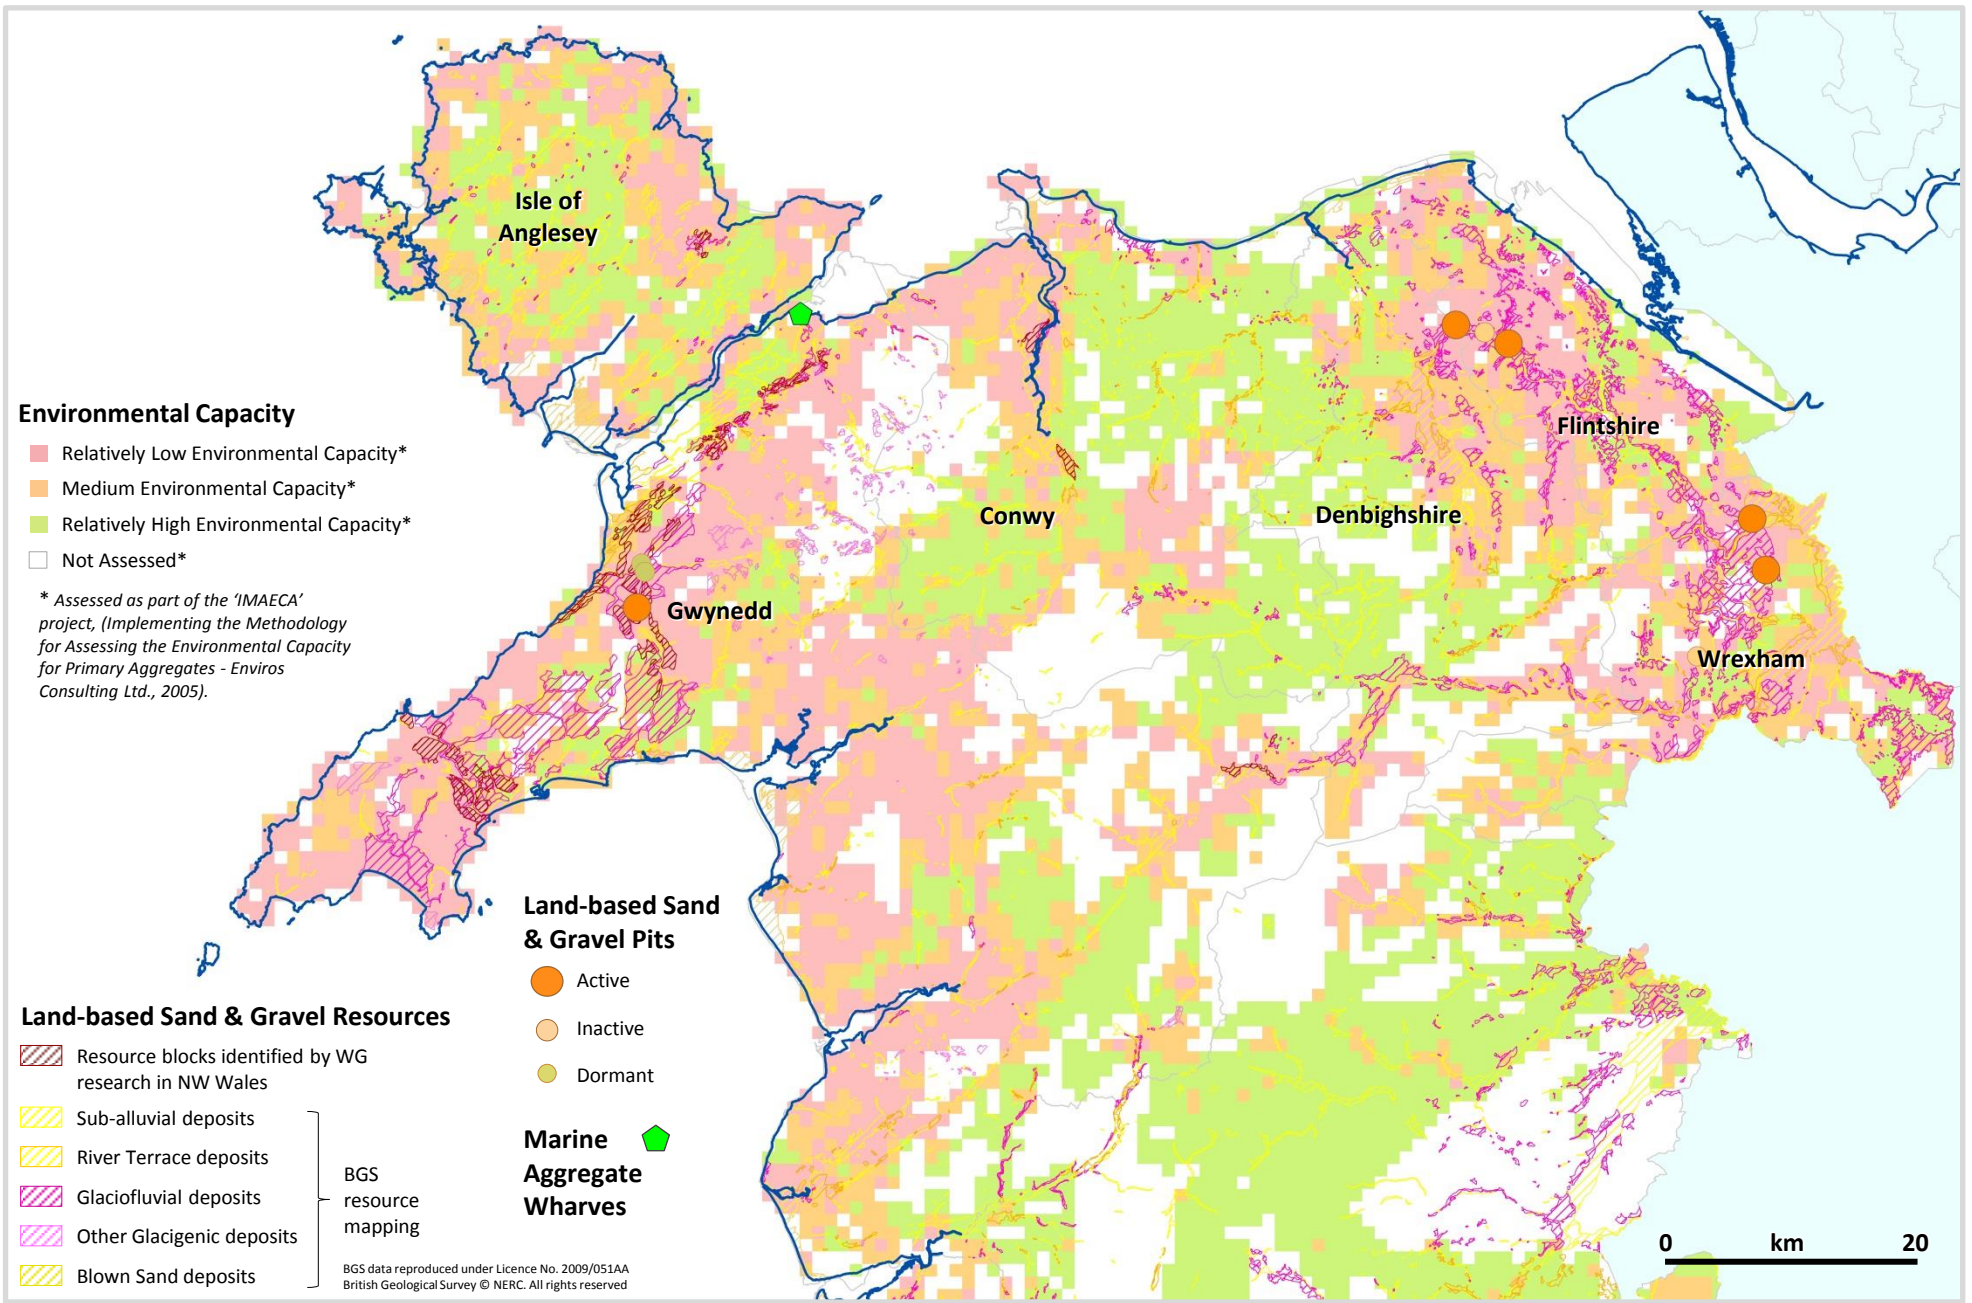 Isle of
Anglesey
Environmental Capacity
Relatively Low Environmental Capacity*
Medium Environmental Capacity*
Relatively High Environmental Capacity*
Not Assessed*
* Assessed as part of the ‘IMAECA’
project, (Implementing the Methodology
for Assessing the Environmental Capacity
for Primary Aggregates - Enviros
Consulting Ltd., 2005).
Flintshire
Conwy
Denbighshire
Gwynedd
Wrexham
Land-based Sand
& Gravel Pits
Active
Inactive
Dormant
Marine
Aggregate
Wharves
Land-based Sand & Gravel Resources
Resource blocks identified by WG
research in NW Wales
Sub-alluvial deposits
River Terrace deposits
Glaciofluvial deposits
Other Glacigenic deposits
Blown Sand deposits
BGS
resource
mapping
BGS data reproduced under Licence No. 2009/051AA
British Geological Survey © NERC. All rights reserved
0 km 20